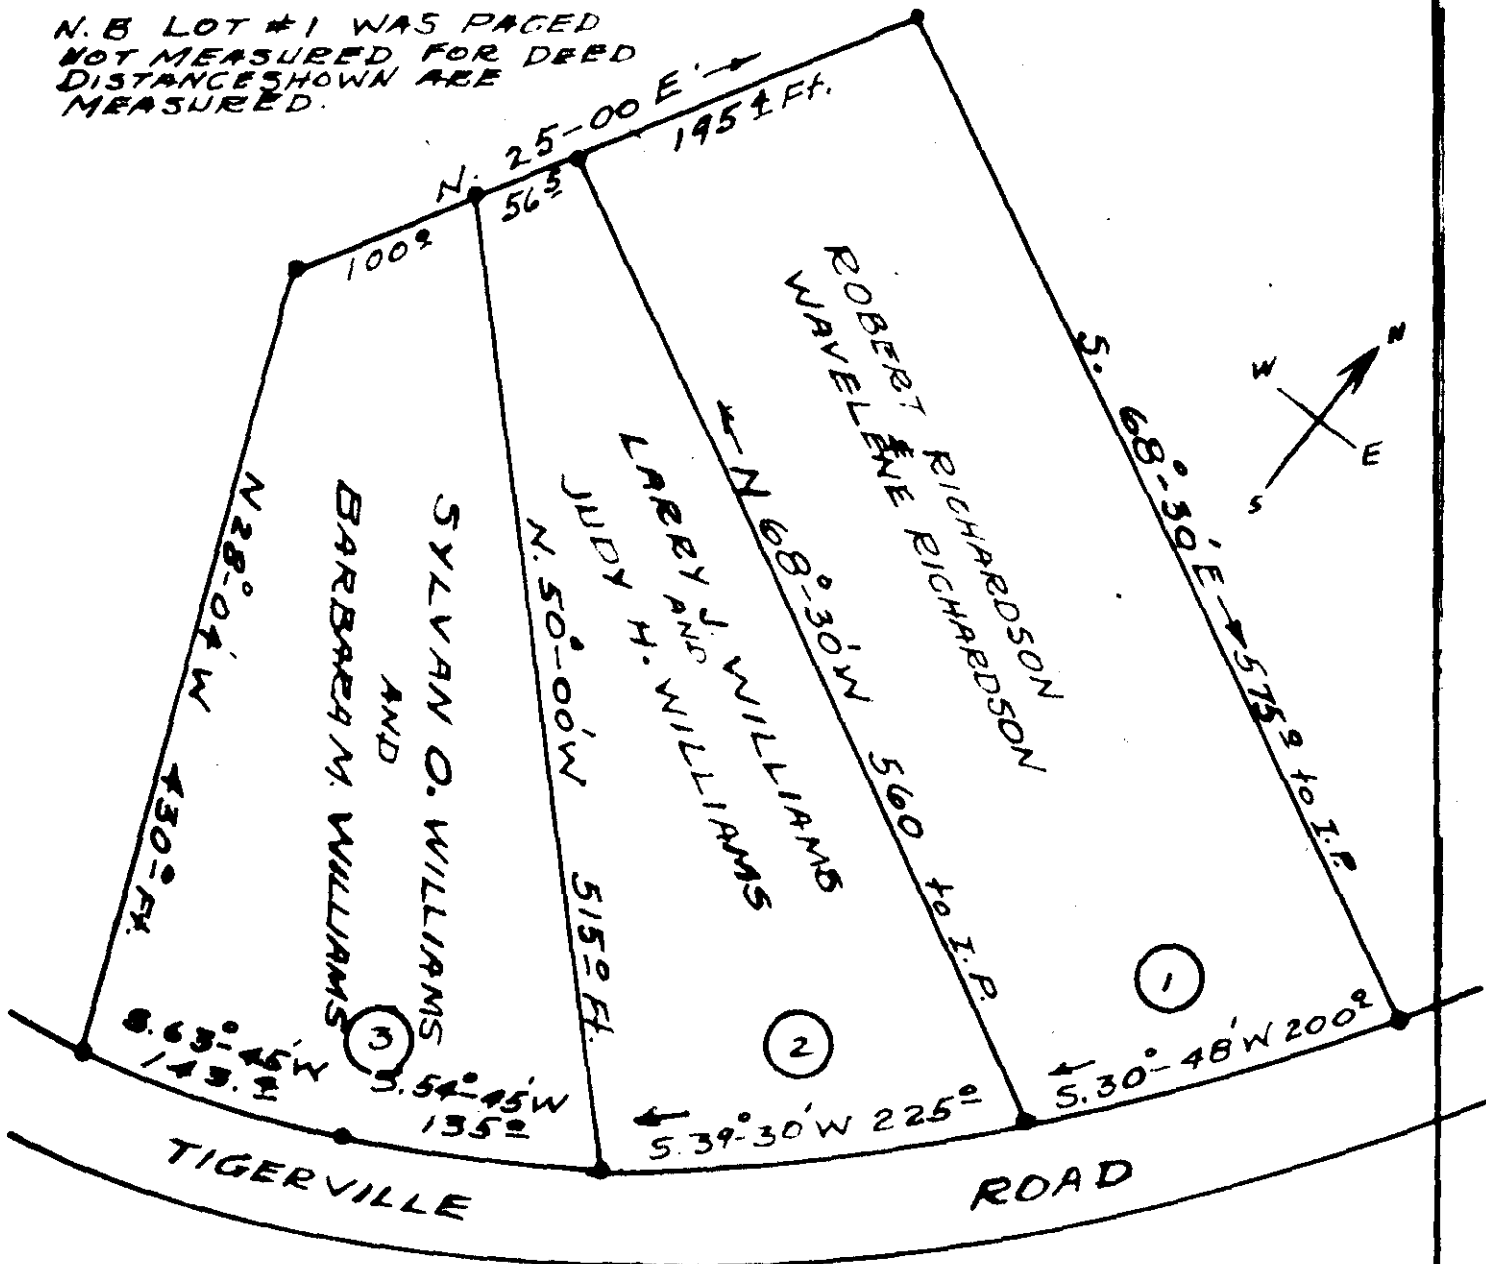 N.B LOT #1 WAS PACED
NOT MEASURED FOR DEED
DISTANCESHOWN ARE
MEASURED.
N. 25-00 E'
195 4 Ft.
56 5
100 0
ROBERT & RICHARDSON
WAVELENE RICHARDSON
S. 68°-30'E 575 0 to I.P.
N
W
E
S
N 68°-30'W 560 to I.P.
LARRY J. WILLIAMS
AND
JUDY H. WILLIAMS
N. 50°-00'W 515 0 Ft.
SYLVAN O. WILLIAMS
AND
BARBARA M. WILLIAMS
N 28°-04'W 430 0 Ft.
1
2
3
S. 63°-45'W
143.
S. 54°-45'W
135 0
S. 39°-30'W 225 0
S. 30°-48'W 200 0
TIGERVILLE ROAD